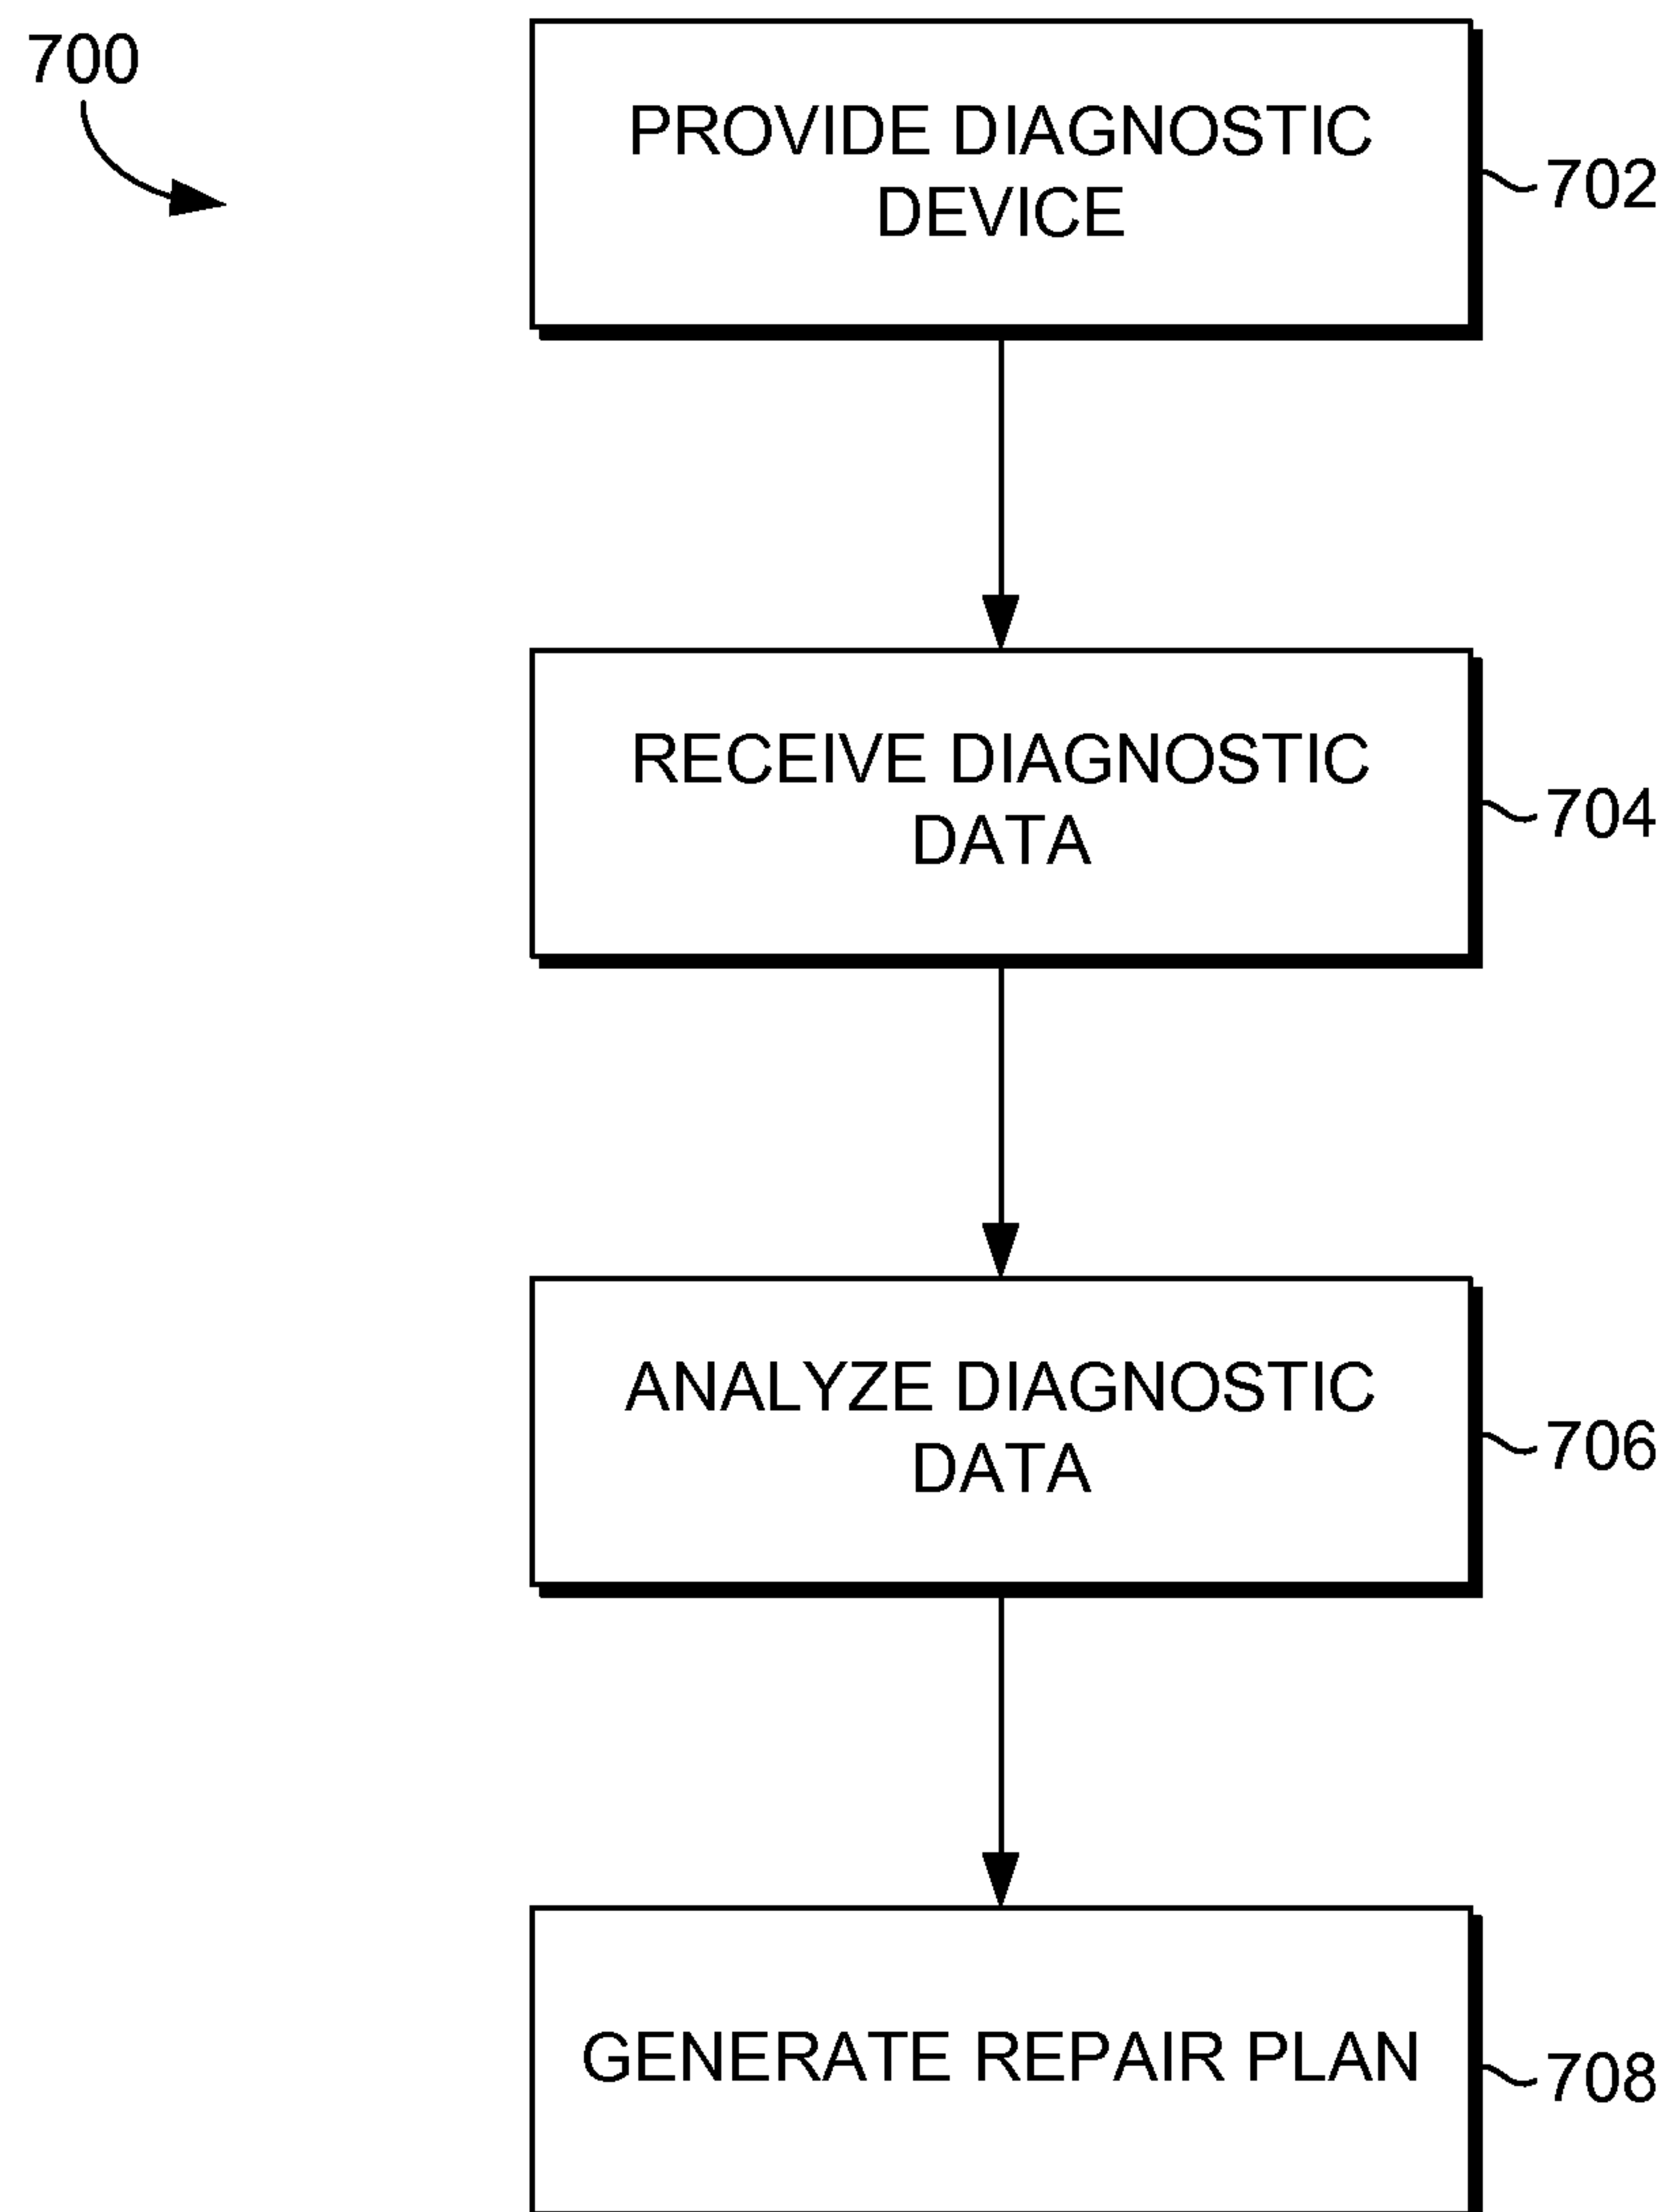 700
PROVIDE DIAGNOSTIC
DEVICE
702
RECEIVE DIAGNOSTIC
DATA
704
ANALYZE DIAGNOSTIC
DATA
706
GENERATE REPAIR PLAN
708